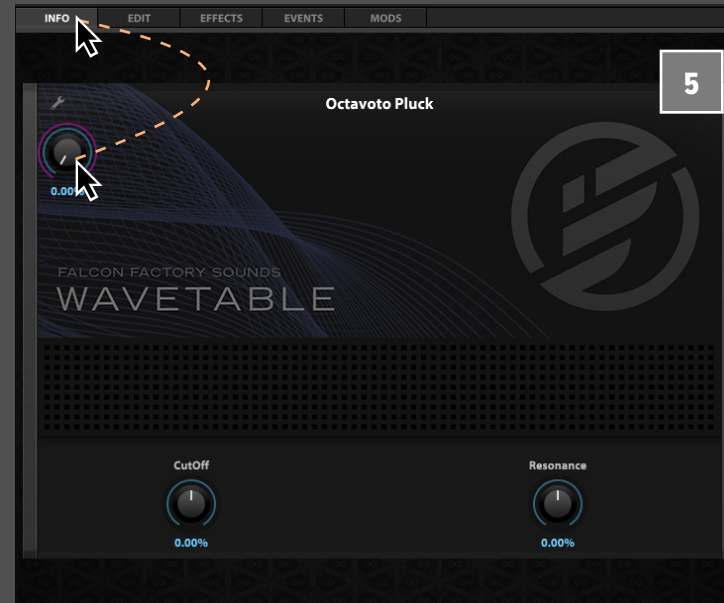 INFO EDIT EFFECTS EVENTS MODS
5
Octavoto Pluck
0.00%
FALCON FACTORY SOUNDS
WAVETABLE
CutOff Resonance
0.00% 0.00%